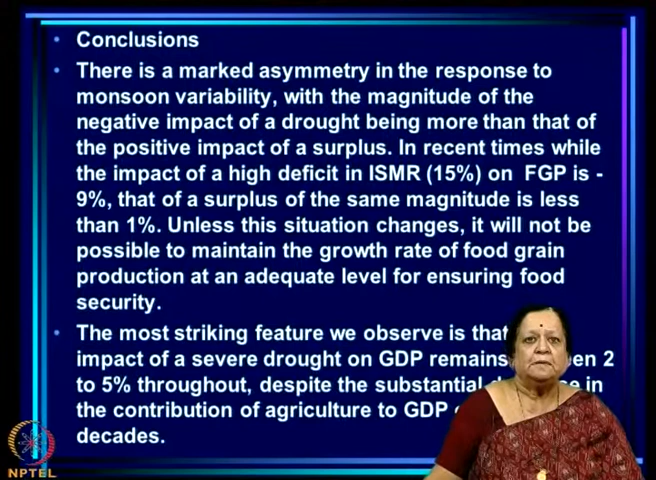 Conclusions
There is a marked asymmetry in the response to
monsoon variability, with the magnitude of the
negative impact of a drought being more than that of
the positive impact of a surplus. In recent times while
the impact of a high deficit in ISMR (15%) on FGP is -
9%, that of a surplus of the same magnitude is less
than 1%. Unless this situation changes, it will not be
possible to maintain the growth rate of food grain
production at an adequate level for ensuring food
security.
The most striking feature we observe is that
impact of a severe drought on GDP remains 2
to 5% throughout, despite the substantial in
the contribution of agriculture to GDP
decades.
NPTEL